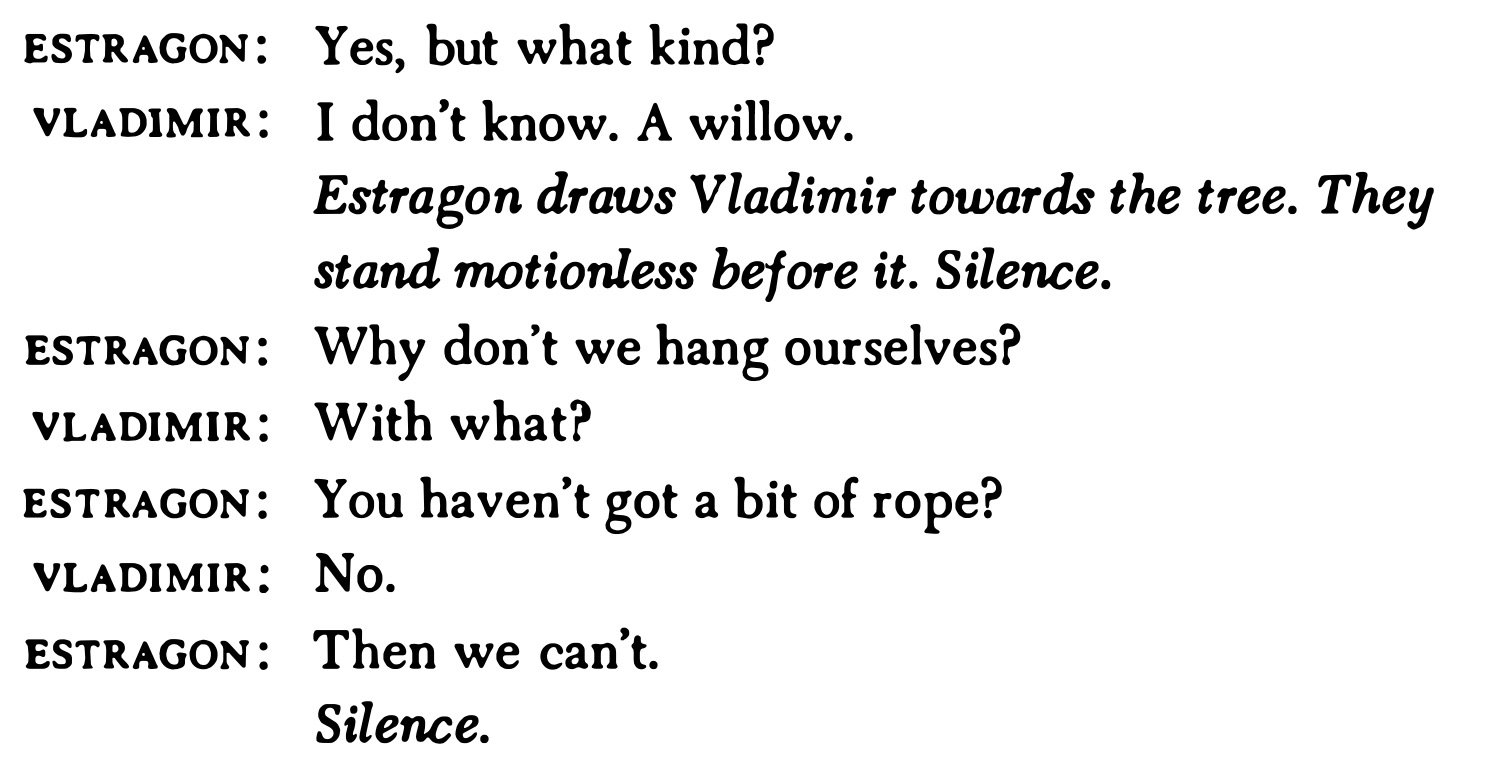 ESTRAGON: Yes, but what kind?
VLADIMIR: I don't know. A willow.
Estragon draws Vladimir towards the tree. They
stand motionless before it. Silence.
ESTRAGON: Why don't we hang ourselves?
VLADIMIR: With what?
ESTRAGON: You haven't got a bit of rope?
VLADIMIR: No.
ESTRAGON: Then we can't.
Silence.